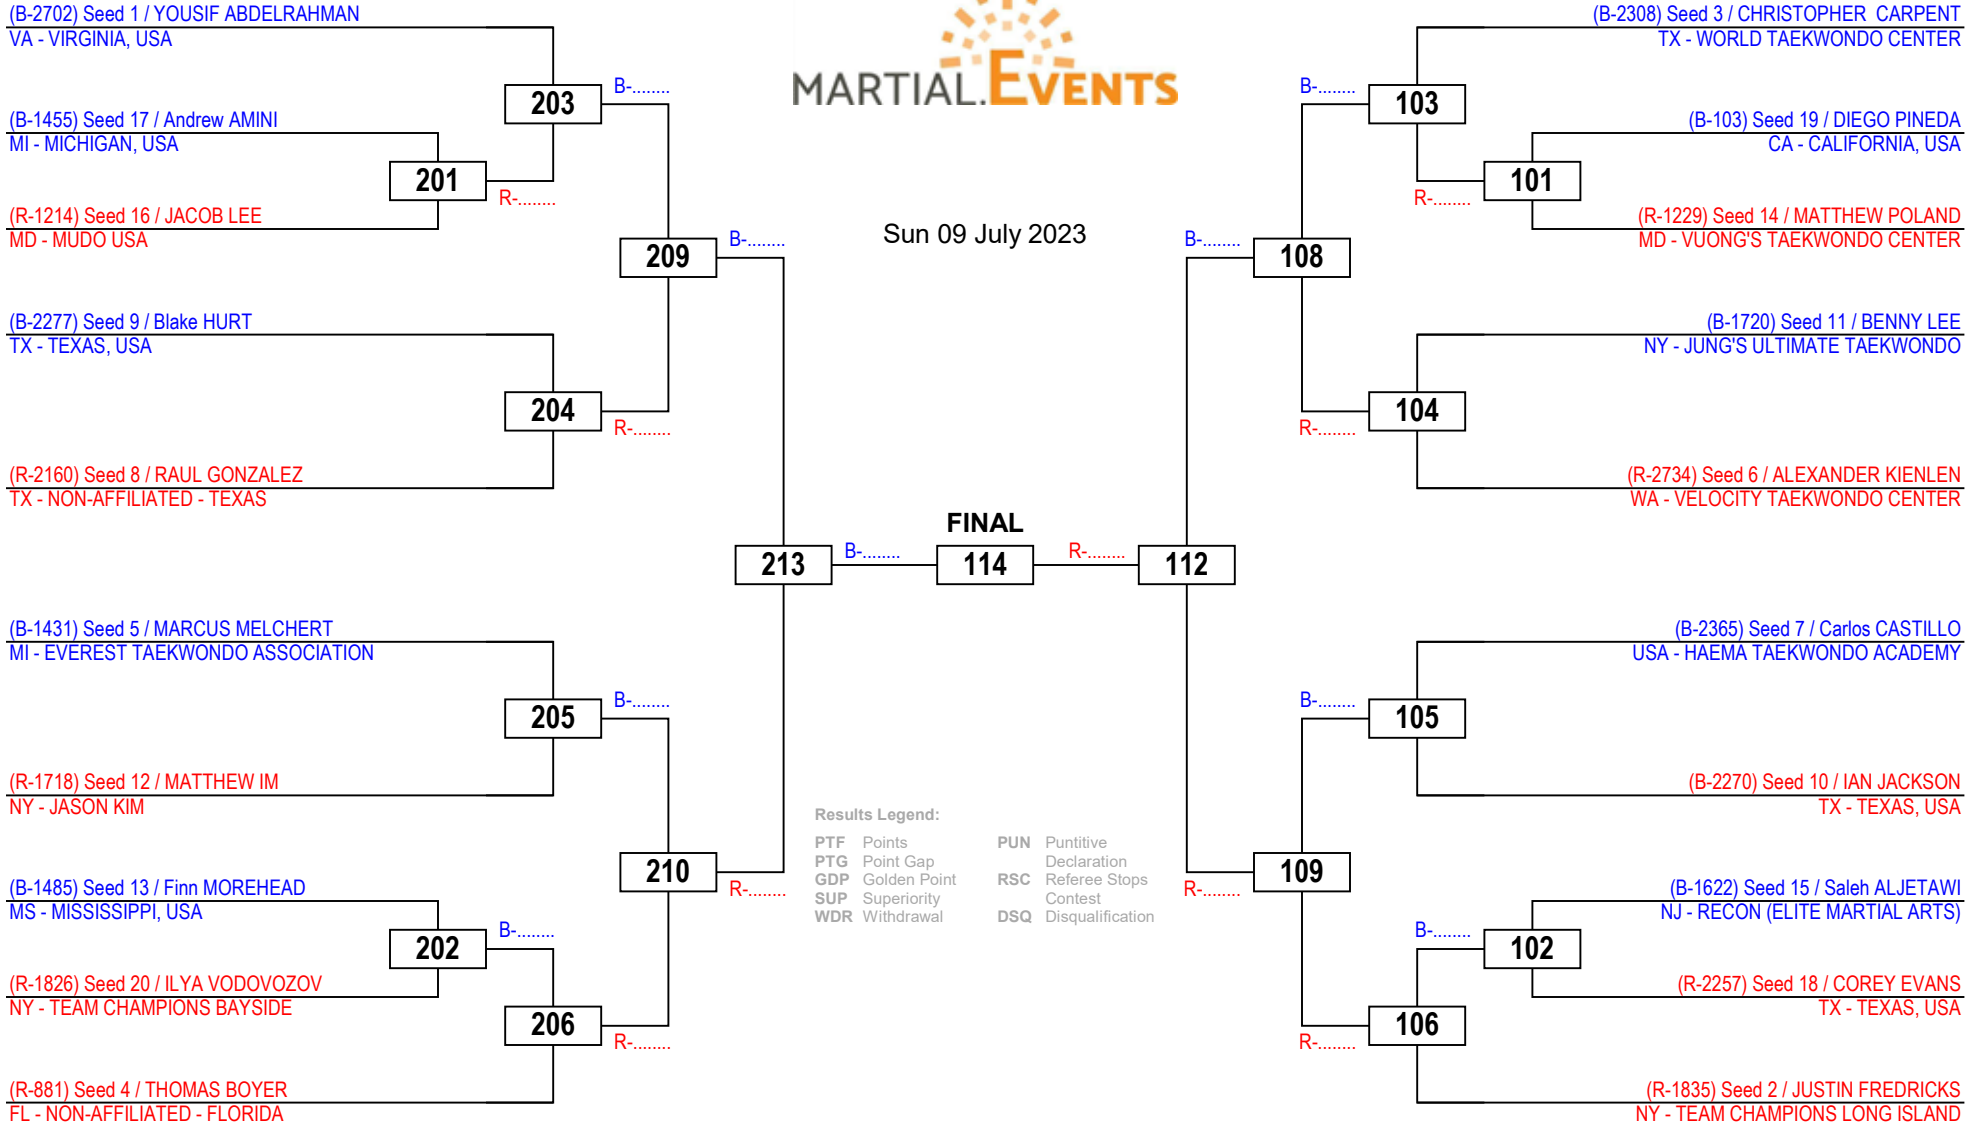 (B-2702) Seed 1 / YOUSIF ABDELRAHMAN
VA - VIRGINIA, USA
203
B-........
(B-1455) Seed 17 / Andrew AMINI
MI - MICHIGAN, USA
201
R-........
(R-1214) Seed 16 / JACOB LEE
MD - MUDO USA
209
B-........
(B-2277) Seed 9 / Blake HURT
TX - TEXAS, USA
204
R-........
(R-2160) Seed 8 / RAUL GONZALEZ
TX - NON-AFFILIATED - TEXAS
213
B-........
(B-1431) Seed 5 / MARCUS MELCHERT
MI - EVEREST TAEKWONDO ASSOCIATION
205
B-........
(R-1718) Seed 12 / MATTHEW IM
NY - JASON KIM
210
R-........
(B-1485) Seed 13 / Finn MOREHEAD
MS - MISSISSIPPI, USA
202
B-........
(R-1826) Seed 20 / ILYA VODOVOZOV
NY - TEAM CHAMPIONS BAYSIDE
206
R-........
(R-881) Seed 4 / THOMAS BOYER
FL - NON-AFFILIATED - FLORIDA
MARTIAL.EVENTS
Sun 09 July 2023
FINAL
114
Results Legend:
PTF Points
PTG Point Gap
GDP Golden Point
SUP Superiority
WDR Withdrawal
PUN Puntitive
Declaration
RSC Referee Stops
Contest
DSQ Disqualification
(B-2308) Seed 3 / CHRISTOPHER  CARPENT
TX - WORLD TAEKWONDO CENTER
B-........
103
(B-103) Seed 19 / DIEGO PINEDA
CA - CALIFORNIA, USA
101
R-........
(R-1229) Seed 14 / MATTHEW POLAND
MD - VUONG'S TAEKWONDO CENTER
B-........
108
(B-1720) Seed 11 / BENNY LEE
NY - JUNG'S ULTIMATE TAEKWONDO
104
R-........
(R-2734) Seed 6 / ALEXANDER KIENLEN
WA - VELOCITY TAEKWONDO CENTER
R-........
112
(B-2365) Seed 7 / Carlos CASTILLO
USA - HAEMA TAEKWONDO ACADEMY
B-........
105
(B-2270) Seed 10 / IAN JACKSON
TX - TEXAS, USA
109
R-........
(B-1622) Seed 15 / Saleh ALJETAWI
NJ - RECON (ELITE MARTIAL ARTS)
B-........
102
(R-2257) Seed 18 / COREY EVANS
TX - TEXAS, USA
106
R-........
(R-1835) Seed 2 / JUSTIN FREDRICKS
NY - TEAM CHAMPIONS LONG ISLAND